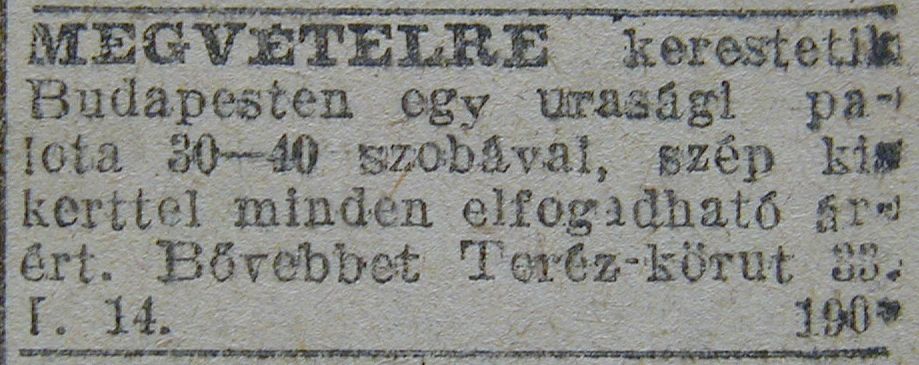 MEGVÉTELRE kerestetik
Budapesten egy urasági pa-
lota 30—40 szobával, szép kis
kerttel minden elfogadható ár-
ért. Bővebbet Teréz-körut 33.
I. 14.